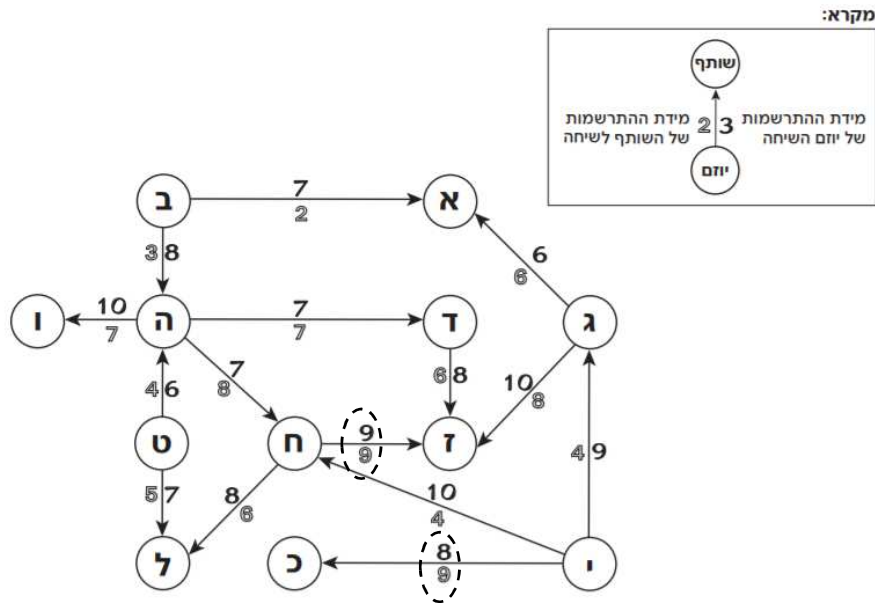 מקרא:
שותף
מידת ההתרשמות 2 3 מידת ההתרשמות
של השותף לשיחה של יוזם השיחה
יוזם
ב 7 א
2
3 8 6
6
ו 10 ה 7 ד ג
7 7
4 6 7 6 8 10
8 8
ט ח 9 ז 4 9
9
5 7 8 10
6 4
ל כ 8 י
9